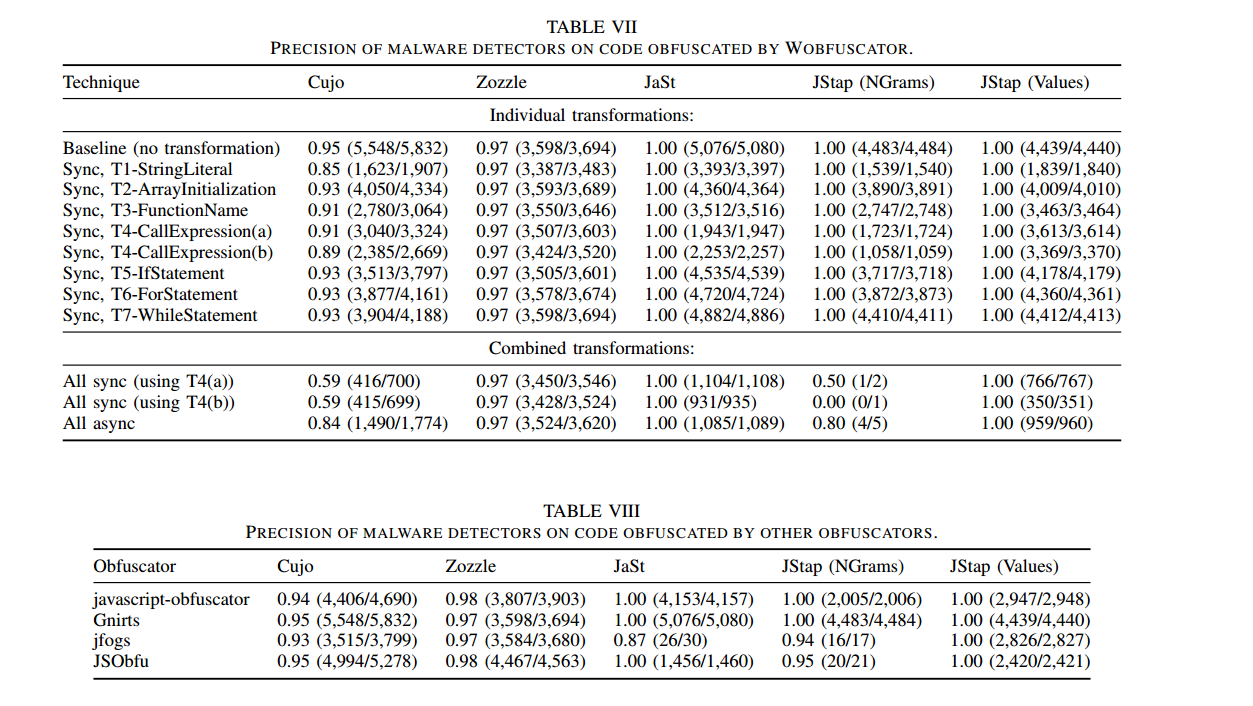 TABLE VII
PRECISION OF MALWARE DETECTORS ON CODE OBFUSCATED BY WOBFUSCATOR.
Technique Cujo Zozzle JaSt JStap (NGrams) JStap (Values)
Individual transformations:
Baseline (no transformation) 0.95 (5,548/5,832) 0.97 (3,598/3,694) 1.00 (5,076/5,080) 1.00 (4,483/4,484) 1.00 (4,439/4,440)
Sync, T1-StringLiteral 0.85 (1,623/1,907) 0.97 (3,387/3,483) 1.00 (3,393/3,397) 1.00 (1,539/1,540) 1.00 (1,839/1,840)
Sync, T2-ArrayInitialization 0.93 (4,050/4,334) 0.97 (3,593/3,689) 1.00 (4,360/4,364) 1.00 (3,890/3,891) 1.00 (4,009/4,010)
Sync, T3-FunctionName 0.91 (2,780/3,064) 0.97 (3,550/3,646) 1.00 (3,512/3,516) 1.00 (2,747/2,748) 1.00 (3,463/3,464)
Sync, T4-CallExpression(a) 0.91 (3,040/3,324) 0.97 (3,507/3,603) 1.00 (1,943/1,947) 1.00 (1,723/1,724) 1.00 (3,613/3,614)
Sync, T4-CallExpression(b) 0.89 (2,385/2,669) 0.97 (3,424/3,520) 1.00 (2,253/2,257) 1.00 (1,058/1,059) 1.00 (3,369/3,370)
Sync, T5-IfStatement 0.93 (3,513/3,797) 0.97 (3,505/3,601) 1.00 (4,535/4,539) 1.00 (3,717/3,718) 1.00 (4,178/4,179)
Sync, T6-ForStatement 0.93 (3,877/4,161) 0.97 (3,578/3,674) 1.00 (4,720/4,724) 1.00 (3,872/3,873) 1.00 (4,360/4,361)
Sync, T7-WhileStatement 0.93 (3,904/4,188) 0.97 (3,598/3,694) 1.00 (4,882/4,886) 1.00 (4,410/4,411) 1.00 (4,412/4,413)
Combined transformations:
All sync (using T4(a)) 0.59 (416/700) 0.97 (3,450/3,546) 1.00 (1,104/1,108) 0.50 (1/2) 1.00 (766/767)
All sync (using T4(b)) 0.59 (415/699) 0.97 (3,428/3,524) 1.00 (931/935) 0.00 (0/1) 1.00 (350/351)
All async 0.84 (1,490/1,774) 0.97 (3,524/3,620) 1.00 (1,085/1,089) 0.80 (4/5) 1.00 (959/960)
TABLE VIII
PRECISION OF MALWARE DETECTORS ON CODE OBFUSCATED BY OTHER OBFUSCATORS.
Obfuscator Cujo Zozzle JaSt JStap (NGrams) JStap (Values)
javascript-obfuscator 0.94 (4,406/4,690) 0.98 (3,807/3,903) 1.00 (4,153/4,157) 1.00 (2,005/2,006) 1.00 (2,947/2,948)
Gnirts 0.95 (5,548/5,832) 0.97 (3,598/3,694) 1.00 (5,076/5,080) 1.00 (4,483/4,484) 1.00 (4,439/4,440)
jfogs 0.93 (3,515/3,799) 0.97 (3,584/3,680) 0.87 (26/30) 0.94 (16/17) 1.00 (2,826/2,827)
JSObfu 0.95 (4,994/5,278) 0.98 (4,467/4,563) 1.00 (1,456/1,460) 0.95 (20/21) 1.00 (2,420/2,421)